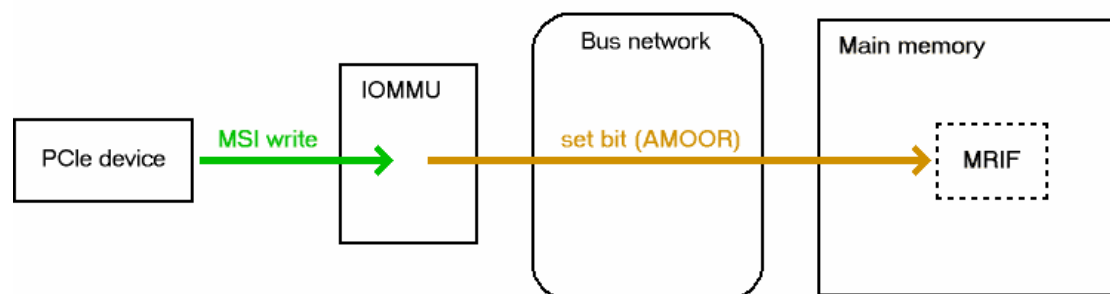 PCIe device
MSI write
IOMMU
Bus network
set bit (AMOOR)
Main memory
MRIF